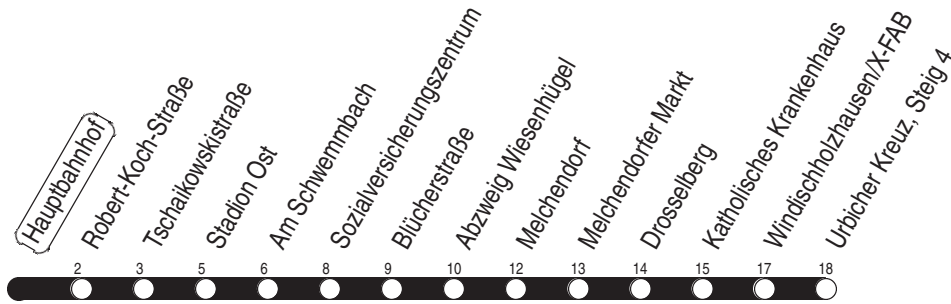 Hauptbahnhof
Robert-Koch-Straße
Tschaikowskistraße
Stadion Ost
Am Schwemmbach
Sozialversicherungszentrum
Blücherstraße
Abzweig Wiesenhügel
Melchendorf
Melchendorfer Markt
Drosselberg
Katholisches Krankenhaus
Windischholzhausen/X-FAB
Urbicher Kreuz, Steig 4
2 3 5 6 8 9 10 12 13 14 15 17 18